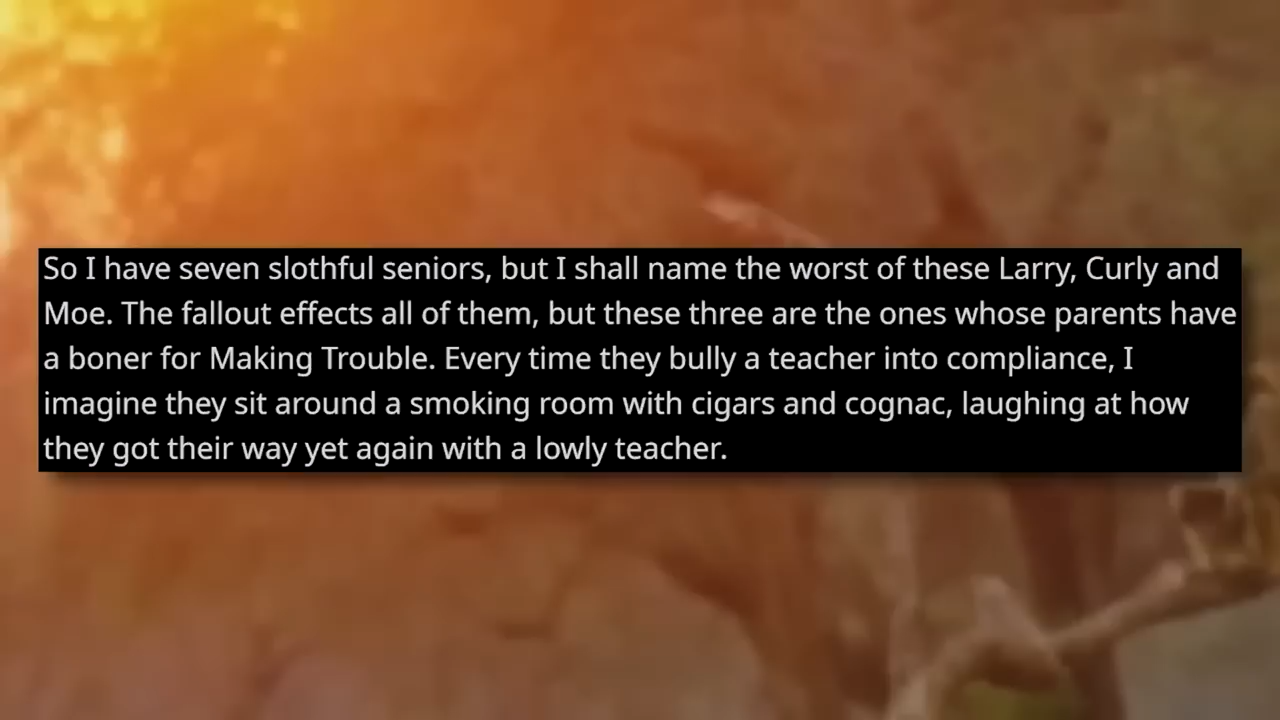 So I have seven slothful seniors, but I shall name the worst of these Larry, Curly and
Moe. The fallout effects all of them, but these three are the ones whose parents have
a boner for Making Trouble. Every time they bully a teacher into compliance, I
imagine they sit around a smoking room with cigars and cognac, laughing at how
they got their way yet again with a lowly teacher.